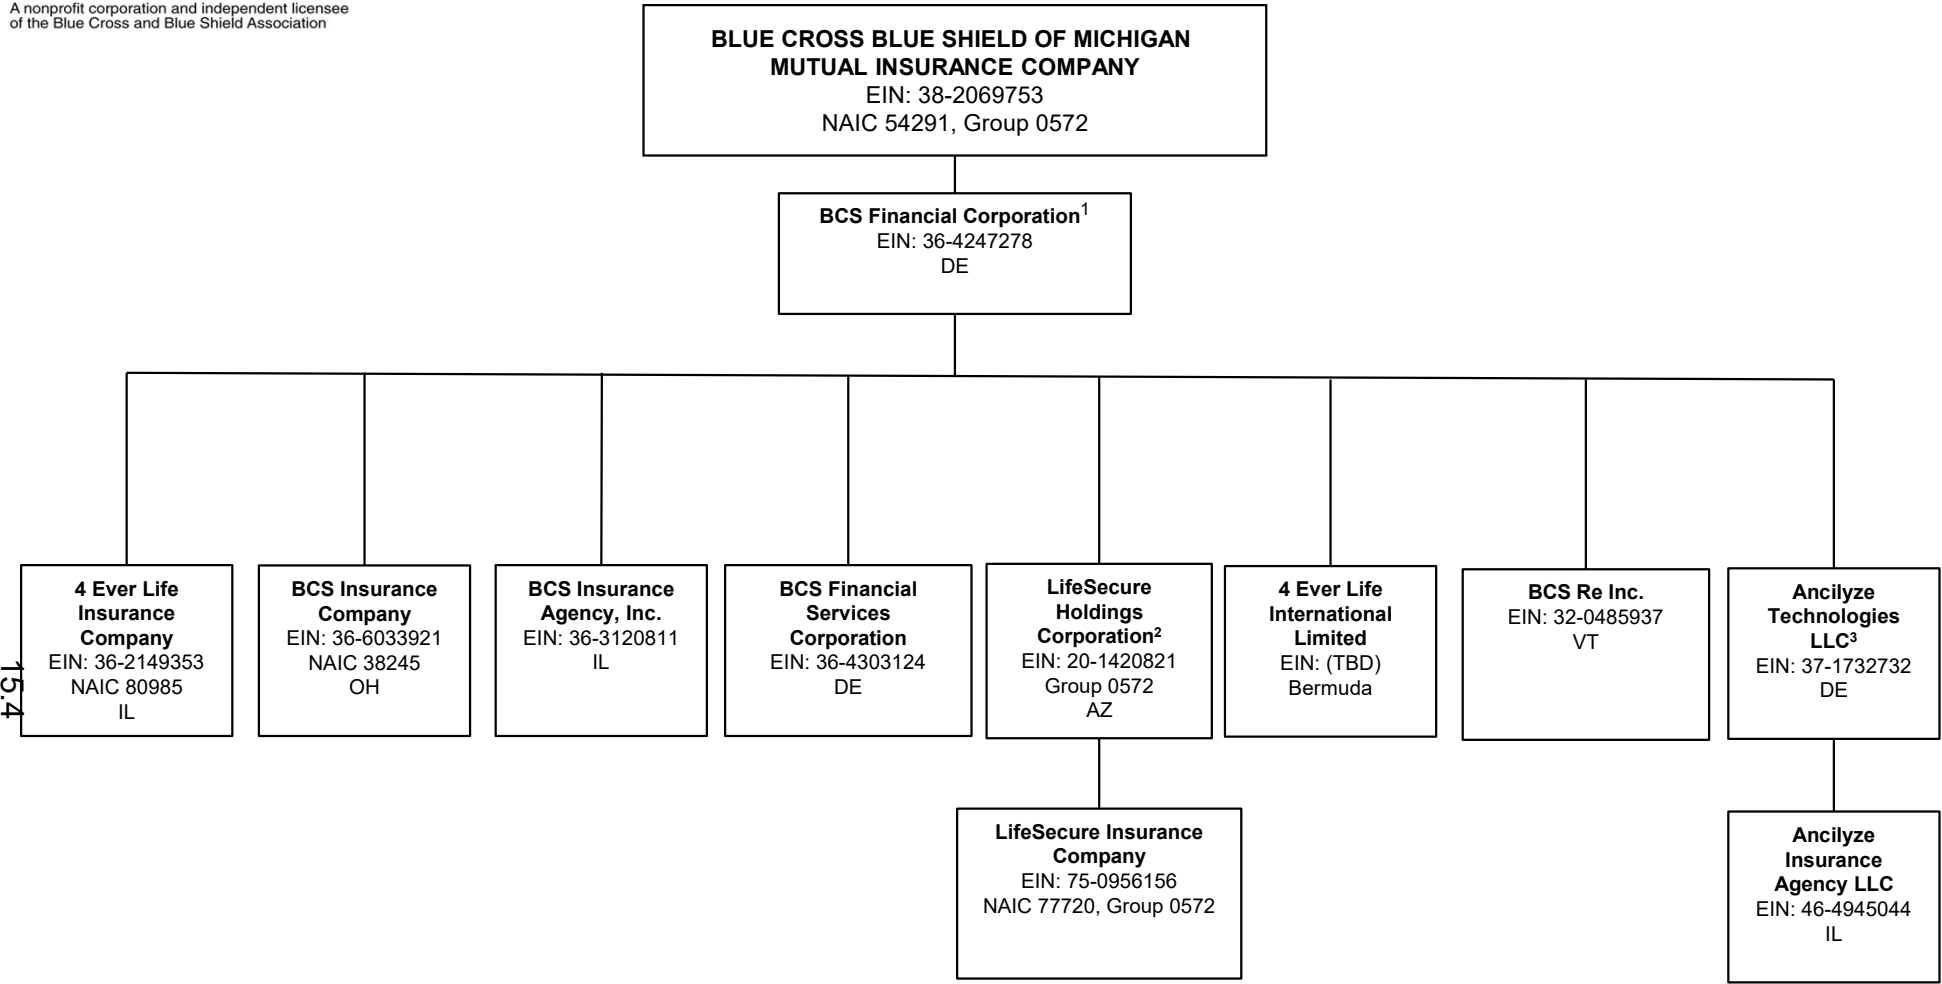 A nonprofit corporation and independent licensee
of the Blue Cross and Blue Shield Association
BLUE CROSS BLUE SHIELD OF MICHIGAN
MUTUAL INSURANCE COMPANY
EIN: 38-2069753
NAIC 54291, Group 0572
BCS Financial Corporation¹
EIN: 36-4247278
DE
4 Ever Life
Insurance
Company
EIN: 36-2149353
NAIC 80985
IL
BCS Insurance
Company
EIN: 36-6033921
NAIC 38245
OH
BCS Insurance
Agency, Inc.
EIN: 36-3120811
IL
BCS Financial
Services
Corporation
EIN: 36-4303124
DE
LifeSecure
Holdings
Corporation²
EIN: 20-1420821
Group 0572
AZ
4 Ever Life
International
Limited
EIN: (TBD)
Bermuda
BCS Re Inc.
EIN: 32-0485937
VT
Ancilyze
Technologies
LLC³
EIN: 37-1732732
DE
LifeSecure Insurance
Company
EIN: 75-0956156
NAIC 77720, Group 0572
Ancilyze
Insurance
Agency LLC
EIN: 46-4945044
IL
15.4